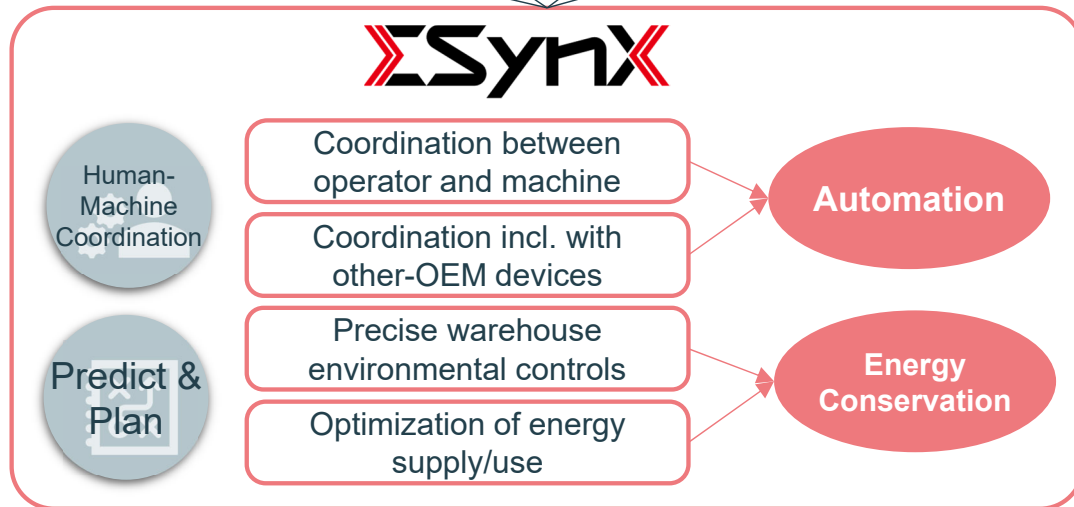 ΣSynX
Human-
Machine
Coordination
Coordination between
operator and machine
Coordination incl. with
other-OEM devices
Automation
Predict &
Plan
Precise warehouse
environmental controls
Optimization of energy
supply/use
Energy
Conservation